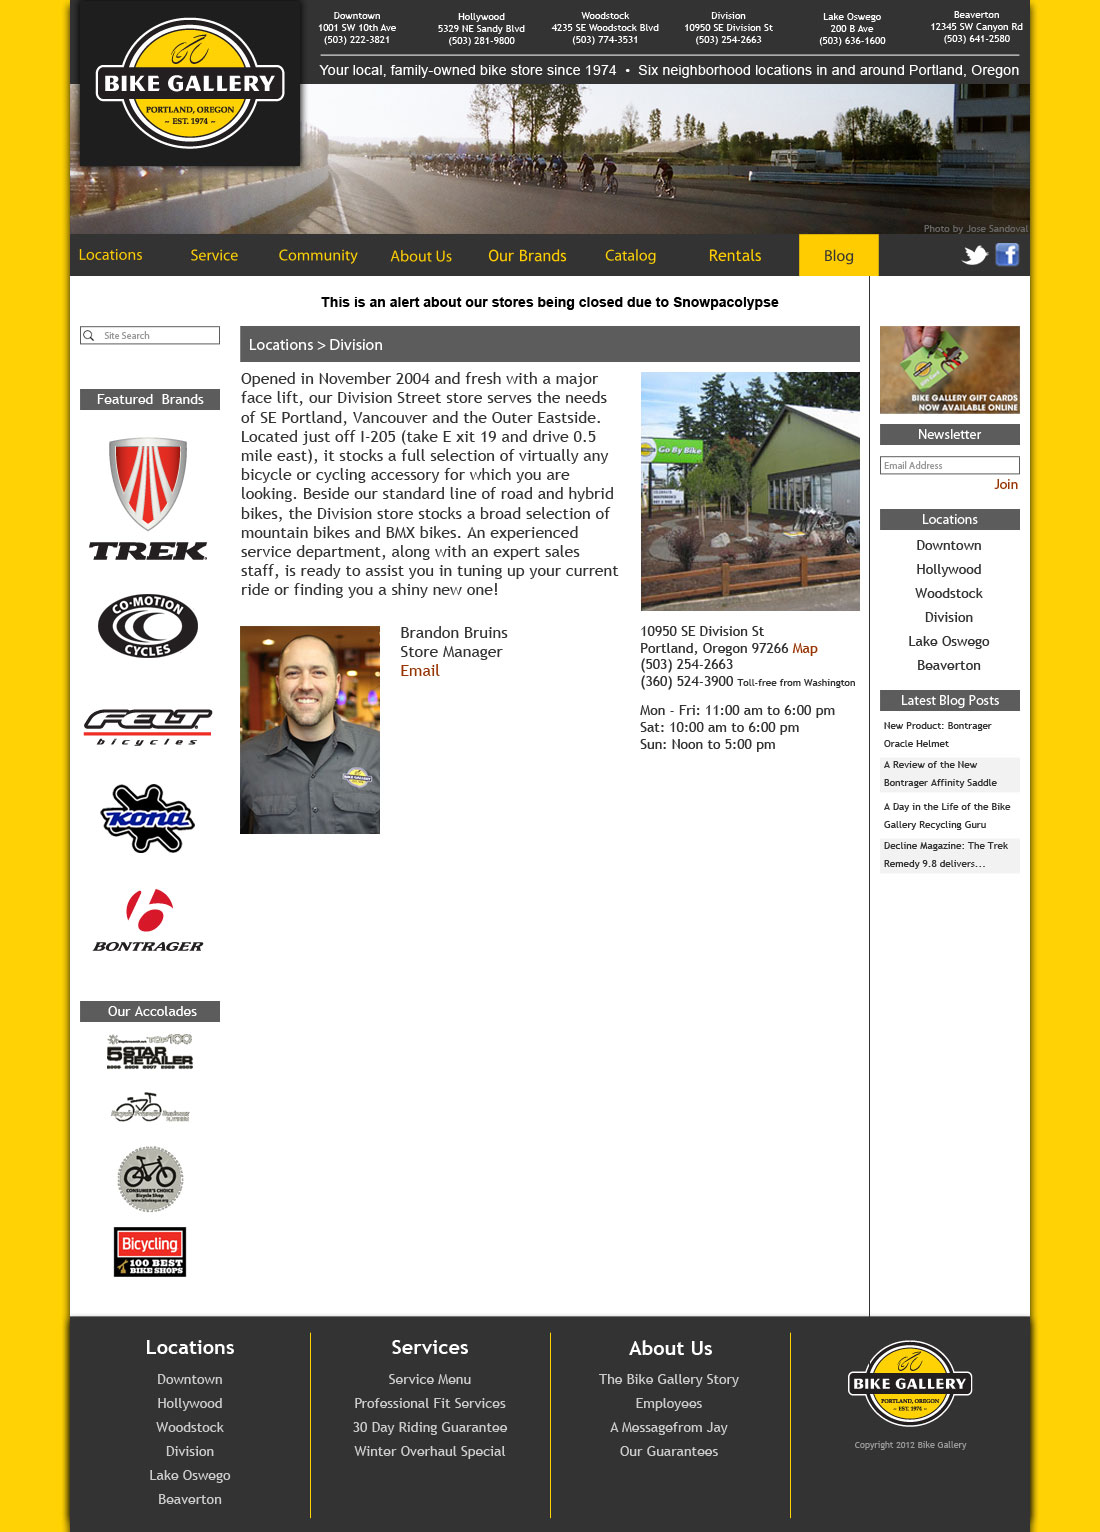 Downtown
1001 SW 10th Ave
(503) 222-3821
Hollywood
5329 NE Sandy Blvd
(503) 281-9800
Woodstock
4235 SE Woodstock Blvd
(503) 774-3531
Division
10950 SE Division St
(503) 254-2663
Lake Oswego
200 B Ave
(503) 636-1600
Beaverton
12345 SW Canyon Rd
(503) 641-2580
Your local, family-owned bike store since 1974 • Six neighborhood locations in and around Portland, Oregon
BIKE GALLERY
PORTLAND, OREGON
~ EST. 1974 ~
Photo by Jose Sandoval
Locations Service Community About Us Our Brands Catalog Rentals Blog
This is an alert about our stores being closed due to Snowpacolypse
Site Search
Featured Brands
TREK
CO-MOTION
CYCLES
FELT
bicycles
KONA
BONTRAGER
Our Accolades
TOP100
5 STAR
RETAILER
CONSUMER'S CHOICE
Bicycle Shop
Bicycling
100 BEST
BIKE SHOPS
Locations > Division
Opened in November 2004 and fresh with a major
face lift, our Division Street store serves the needs
of SE Portland, Vancouver and the Outer Eastside.
Located just off I-205 (take E xit 19 and drive 0.5
mile east), it stocks a full selection of virtually any
bicycle or cycling accessory for which you are
looking. Beside our standard line of road and hybrid
bikes, the Division store stocks a broad selection of
mountain bikes and BMX bikes. An experienced
service department, along with an expert sales
staff, is ready to assist you in tuning up your current
ride or finding you a shiny new one!
Go By Bike
BIKE GALLERY
Brandon Bruins
Store Manager
Email
10950 SE Division St
Portland, Oregon 97266 Map
(503) 254-2663
(360) 524-3900 Toll-free from Washington
Mon - Fri: 11:00 am to 6:00 pm
Sat: 10:00 am to 6:00 pm
Sun: Noon to 5:00 pm
BIKE GALLERY GIFT CARDS
NOW AVAILABLE ONLINE
Newsletter
Email Address
Join
Locations
Downtown
Hollywood
Woodstock
Division
Lake Oswego
Beaverton
Latest Blog Posts
New Product: Bontrager
Oracle Helmet
A Review of the New
Bontrager Affinity Saddle
A Day in the Life of the Bike
Gallery Recycling Guru
Decline Magazine: The Trek
Remedy 9.8 delivers...
Locations
Downtown
Hollywood
Woodstock
Division
Lake Oswego
Beaverton
Services
Service Menu
Professional Fit Services
30 Day Riding Guarantee
Winter Overhaul Special
About Us
The Bike Gallery Story
Employees
A Messagefrom Jay
Our Guarantees
BIKE GALLERY
PORTLAND, OREGON
~ EST. 1974 ~
Copyright 2012 Bike Gallery